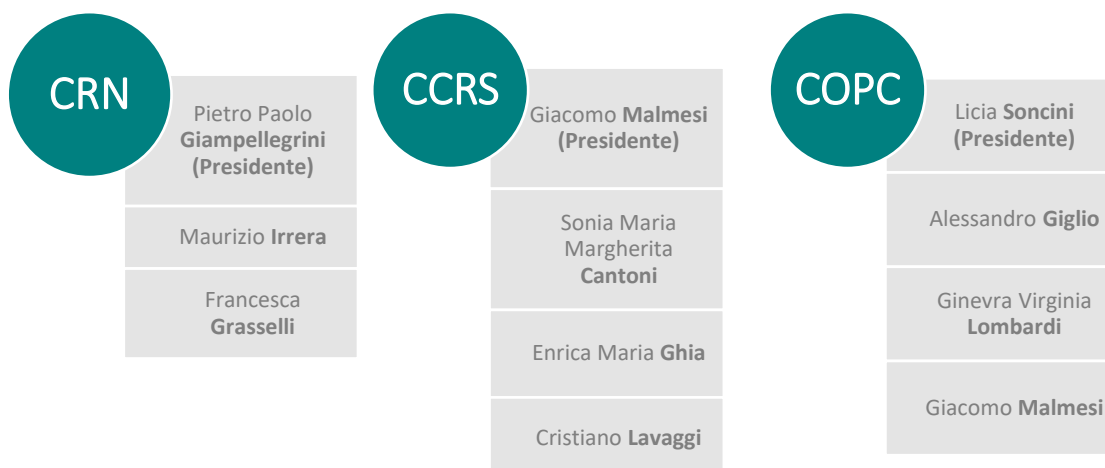 CRN
Pietro Paolo
Giampellegrini
(Presidente)
Maurizio Irrera
Francesca
Grasselli
CCRS
Giacomo Malmesi
(Presidente)
Sonia Maria
Margherita
Cantoni
Enrica Maria Ghia
Cristiano Lavaggi
COPC
Licia Soncini
(Presidente)
Alessandro Giglio
Ginevra Virginia
Lombardi
Giacomo Malmesi